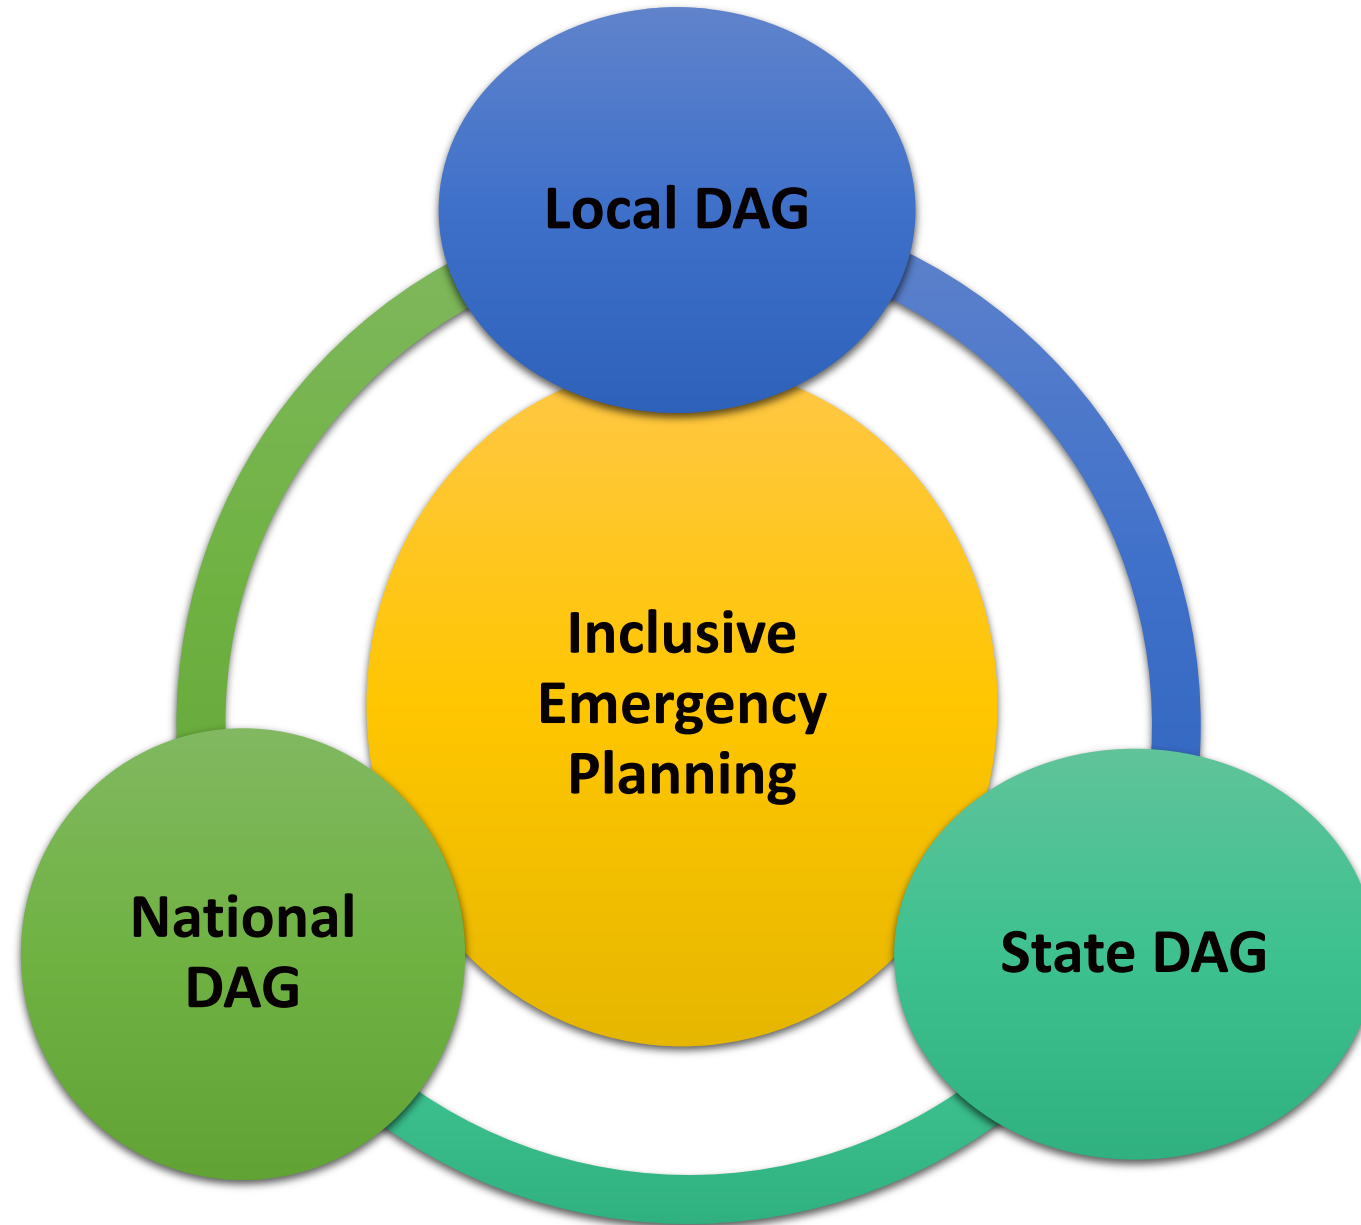 Local DAG
Inclusive
Emergency
Planning
National
DAG
State DAG